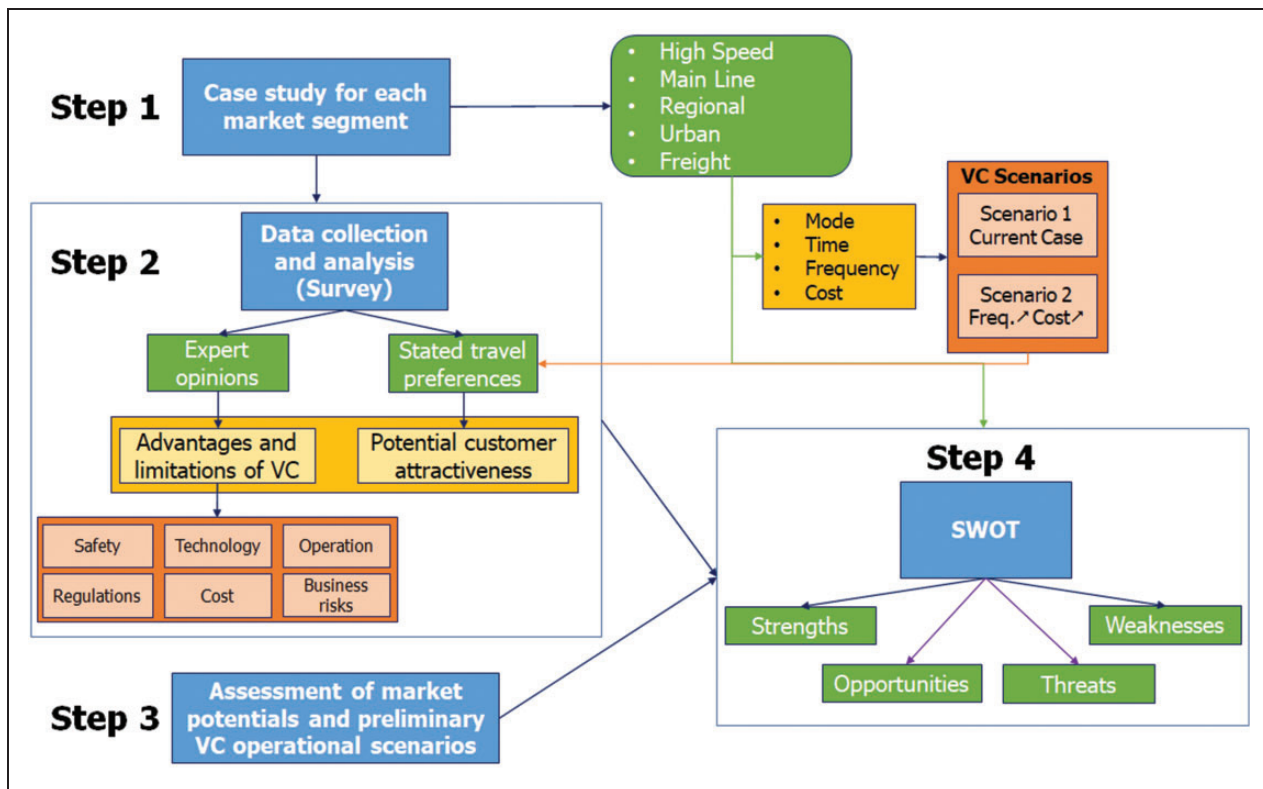 Step 1
Case study for each
market segment
• High Speed
• Main Line
• Regional
• Urban
• Freight
• Mode
• Time
• Frequency
• Cost
VC Scenarios
Scenario 1
Current Case
Scenario 2
Freq.↗ Cost↗
Step 2
Data collection
and analysis
(Survey)
Expert
opinions
Stated travel
preferences
Advantages and
limitations of VC
Potential customer
attractiveness
Safety
Technology
Operation
Regulations
Cost
Business
risks
Step 3
Assessment of market
potentials and preliminary
VC operational scenarios
Step 4
SWOT
Strengths
Weaknesses
Opportunities
Threats